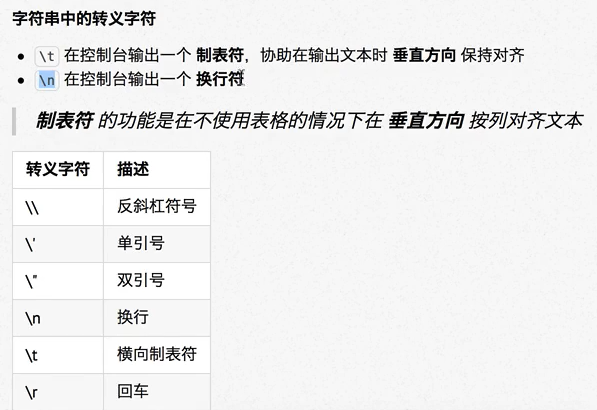 字符串中的转义字符
\t 在控制台输出一个 制表符，协助在输出文本时 垂直方向 保持对齐
\n 在控制台输出一个 换行符
制表符 的功能是在不使用表格的情况下在 垂直方向 按列对齐文本
转义字符 描述
\\ 反斜杠符号
\' 单引号
\" 双引号
\n 换行
\t 横向制表符
\r 回车